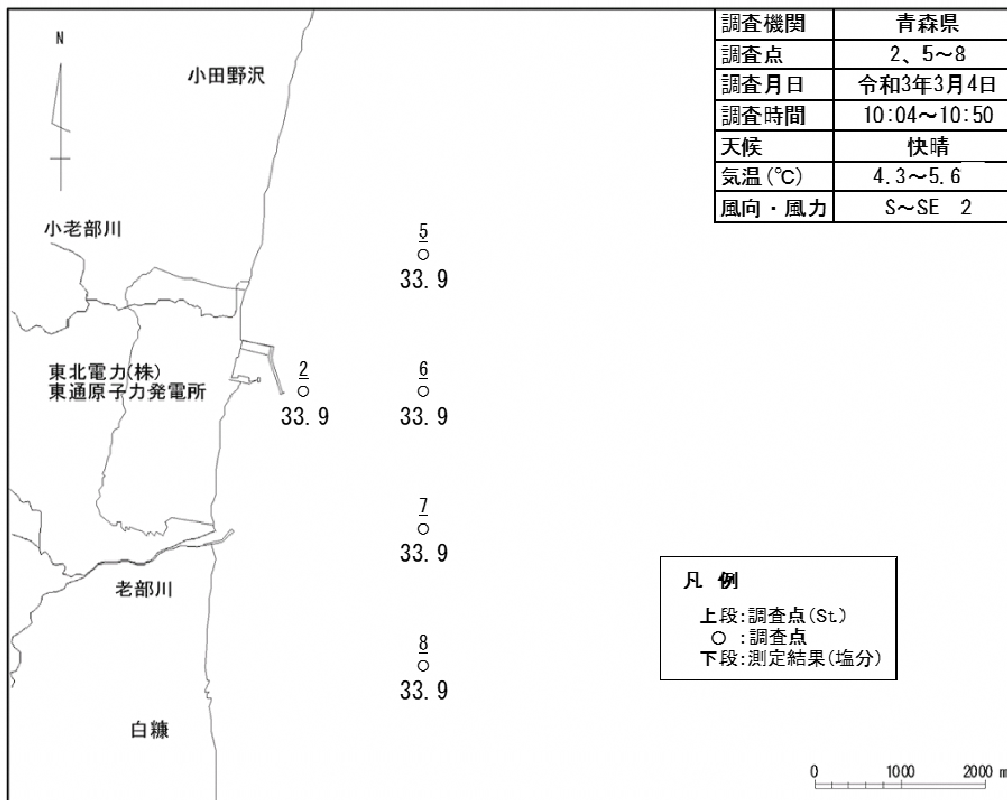 調査機関 青森県
調査点 2、5～8
調査月日 令和3年3月4日
調査時間 10:04～10:50
天候 快晴
気温(℃) 4.3～5.6
風向・風力 S～SE 2
N
小田野沢
小老部川
5
33.9
東北電力(株)
東通原子力発電所
2
33.9
6
33.9
7
33.9
老部川
8
33.9
白糠
凡 例
上段:調査点(St.)
○ :調査点
下段:測定結果(塩分)
0 1000 2000 m